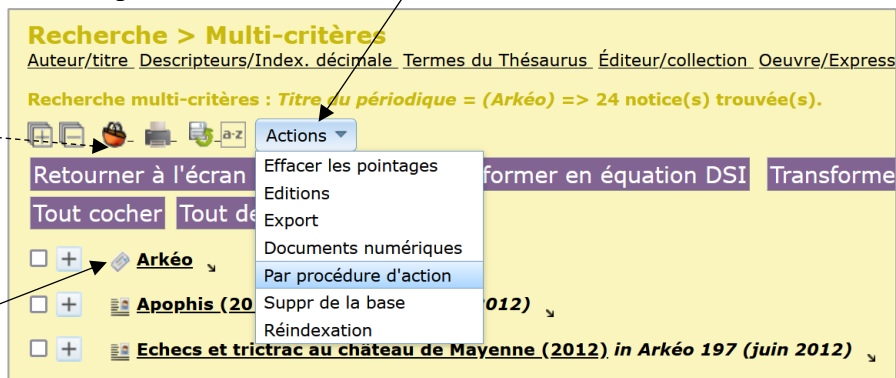 Recherche > Multi-critères
Auteur/titre Descripteurs/Index. décimale Termes du Thésaurus Éditeur/collection Oeuvre/Express
Recherche multi-critères : Titre du périodique = (Arkéo) => 24 notice(s) trouvée(s).
a-z Actions
Retourner à l'écran former en équation DSI Transforme
Tout cocher Tout de
Effacer les pointages
Editions
Export
Documents numériques
Par procédure d'action
Suppr de la base
Réindexation
Arkéo
Apophis (20 2012)
Echecs et trictrac au château de Mayenne (2012) in Arkéo 197 (juin 2012)